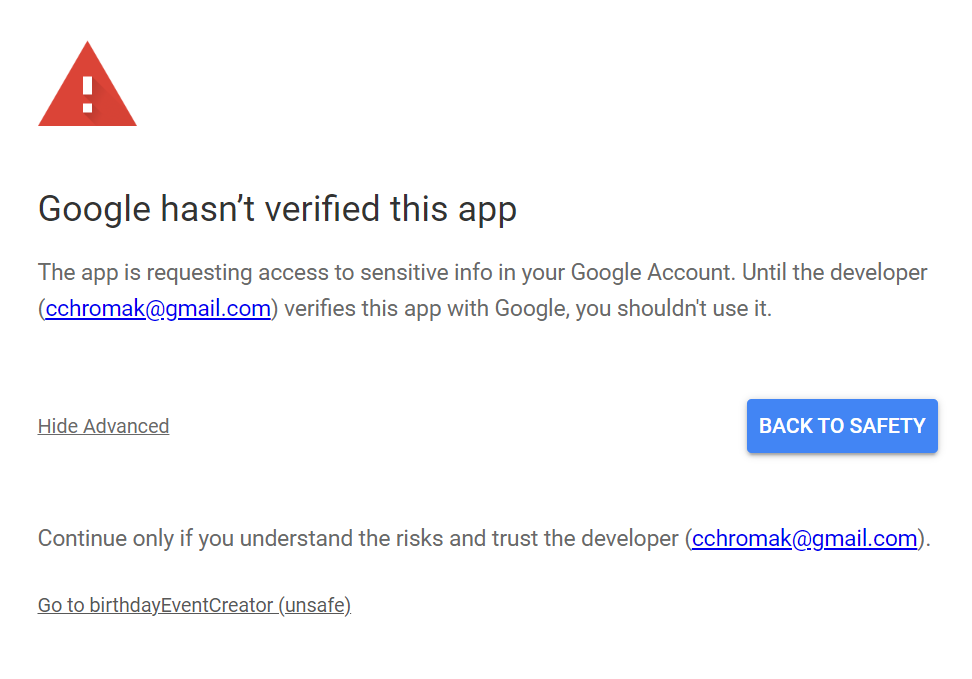 Google hasn’t verified this app
The app is requesting access to sensitive info in your Google Account. Until the developer
(cchromak@gmail.com) verifies this app with Google, you shouldn't use it.
Hide Advanced
BACK TO SAFETY
Continue only if you understand the risks and trust the developer (cchromak@gmail.com).
Go to birthdayEventCreator (unsafe)